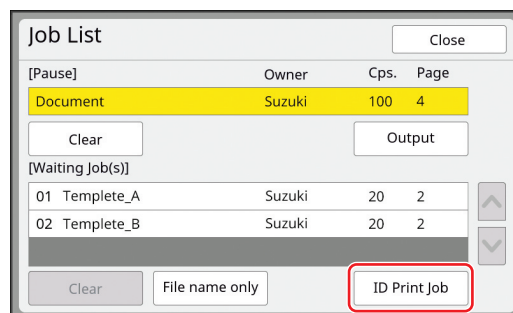 Job List Close
[Pause] Owner Cps. Page
Document Suzuki 100 4
Clear Output
[Waiting Job(s)]
01 Templete_A Suzuki 20 2
02 Templete_B Suzuki 20 2
Clear File name only ID Print Job